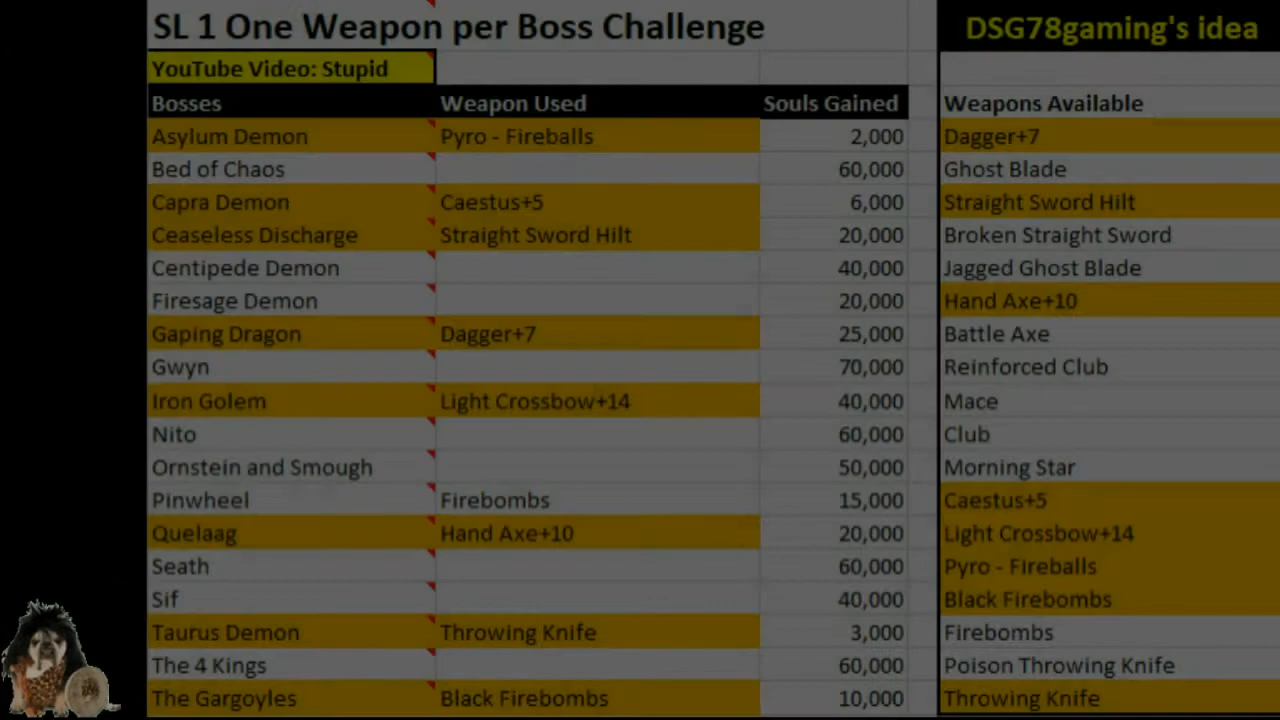 SL 1 One Weapon per Boss Challenge DSG78gaming's idea
YouTube Video: Stupid
Bosses Weapon Used Souls Gained Weapons Available
Asylum Demon Pyro - Fireballs 2,000 Dagger+7
Bed of Chaos 60,000 Ghost Blade
Capra Demon Caestus+5 6,000 Straight Sword Hilt
Ceaseless Discharge Straight Sword Hilt 20,000 Broken Straight Sword
Centipede Demon 40,000 Jagged Ghost Blade
Firesage Demon 20,000 Hand Axe+10
Gaping Dragon Dagger+7 25,000 Battle Axe
Gwyn 70,000 Reinforced Club
Iron Golem Light Crossbow+14 40,000 Mace
Nito 60,000 Club
Ornstein and Smough 50,000 Morning Star
Pinwheel Firebombs 15,000 Caestus+5
Quelaag Hand Axe+10 20,000 Light Crossbow+14
Seath 60,000 Pyro - Fireballs
Sif 40,000 Black Firebombs
Taurus Demon Throwing Knife 3,000 Firebombs
The 4 Kings 60,000 Poison Throwing Knife
The Gargoyles Black Firebombs 10,000 Throwing Knife